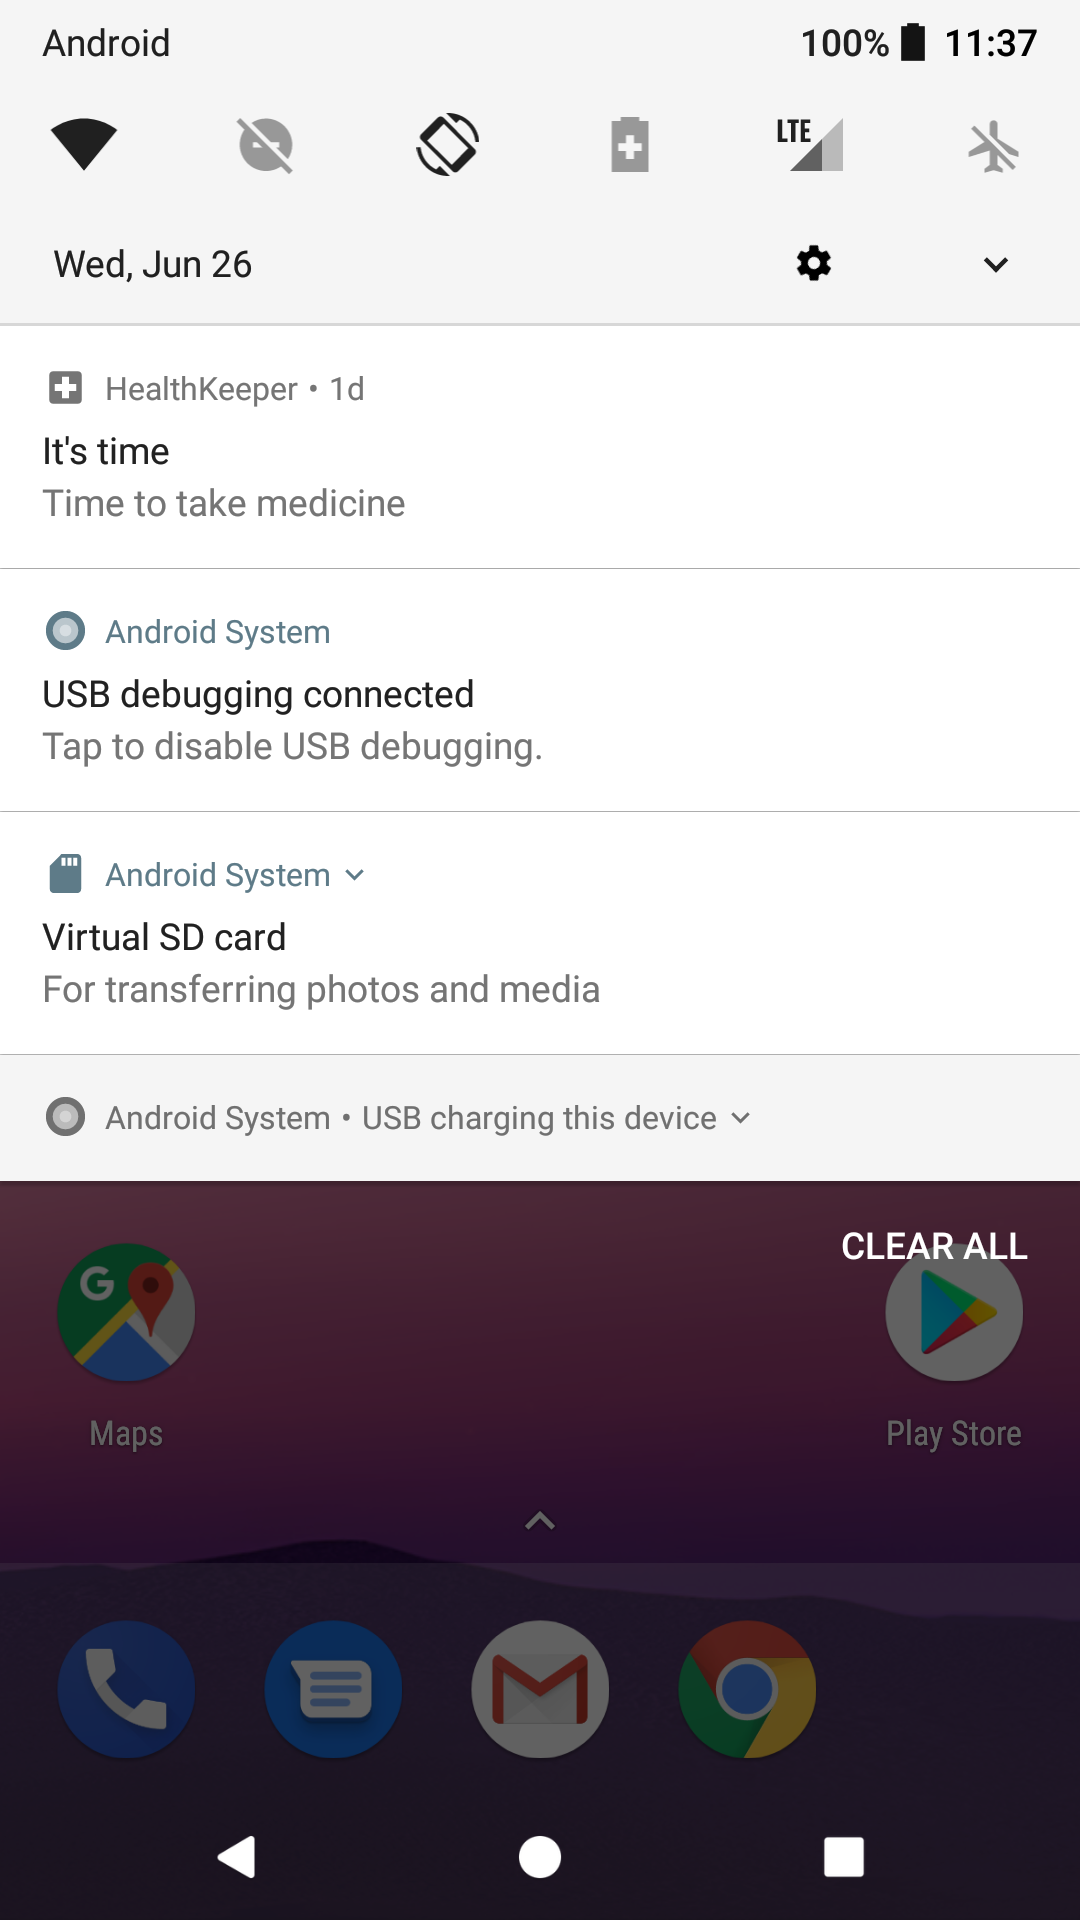 Android 100% 11:37
LTE
Wed, Jun 26
HealthKeeper • 1d
It's time
Time to take medicine
Android System
USB debugging connected
Tap to disable USB debugging.
Android System
Virtual SD card
For transferring photos and media
Android System • USB charging this device
CLEAR ALL
G
Maps Play Store